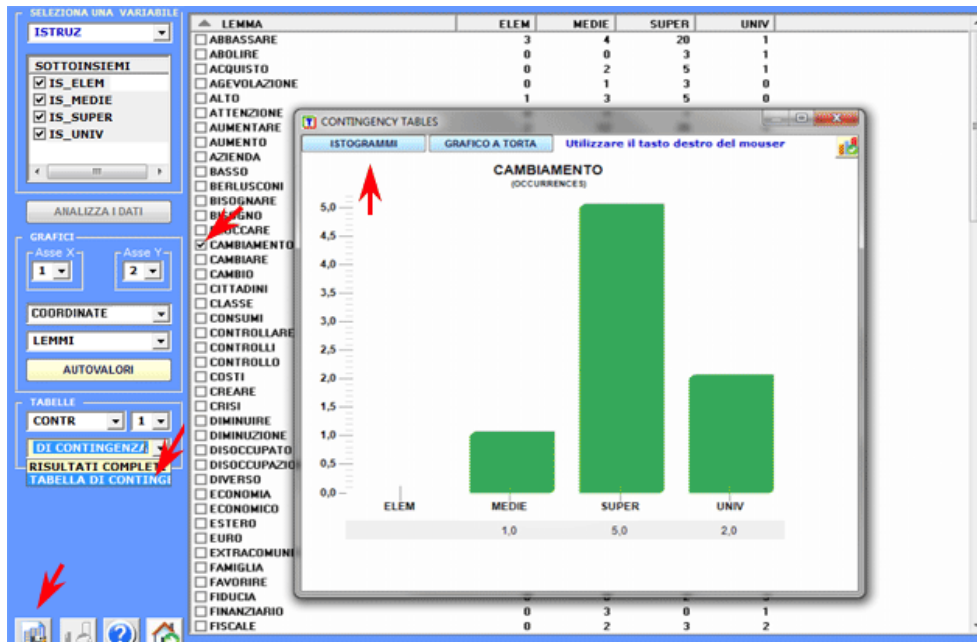 SELEZIONA UNA VARIABILE
ISTRUZ
SOTTOINSIEMI
IS_ELEM
IS_MEDIE
IS_SUPER
IS_UNIV
ANALIZZA I DATI
GRAFICI
Asse X
Asse Y
1
2
COORDINATE
LEMMI
AUTOVALORI
TABELLE
CONTR
1
DI CONTINGENZA
RISULTATI COMPLETI
TABELLA DI CONTINGI
LEMMA ELEM MEDIE SUPER UNIV
ABBASSARE 3 4 20 1
ABOLIRE 0 0 3 1
ACQUISTO 0 2 5 1
AGEVOLAZIONE 0 1 3 0
ALTO 1 3 5 0
ATTENZIONE
AUMENTARE
AUMENTO
AZIENDA
BASSO
BERLUSCONI
BISOGNARE
BISOGNO
CAMBIAMENTO
CAMBIARE
CAMBIO
CITTADINI
CLASSE
CONSUMI
CONTROLLARE
CONTROLLI
CONTROLLO
COSTI
CREARE
CRISI
DIMINUIRE
DIMINUZIONE
DISOCCUPATO
DISOCCUPAZIO
DIVERSO
ECONOMIA
ECONOMICO
ESTERO
EURO
EXTRACOMUNI
FAMIGLIA
FAVORIRE
FIDUCIA
FINANZIARIO 0 3 0 1
FISCALE 0 2 3 2
CONTINGENCY TABLES
ISTOGRAMMI
GRAFICO A TORTA
Utilizzare il tasto destro del mouser
CAMBIAMENTO
(OCCURRENCES)
5,0
4,5
4,0
3,5
3,0
2,5
2,0
1,5
1,0
0,5
0,0
ELEM MEDIE SUPER UNIV
1,0 5,0 2,0